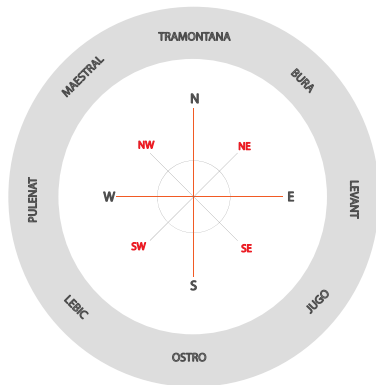 TRAMONTANA
MAESTRAL
BURA
N
NW
NE
PULENAT
W
E
LEVANT
SW
SE
S
LEBIC
JUGO
OSTRO